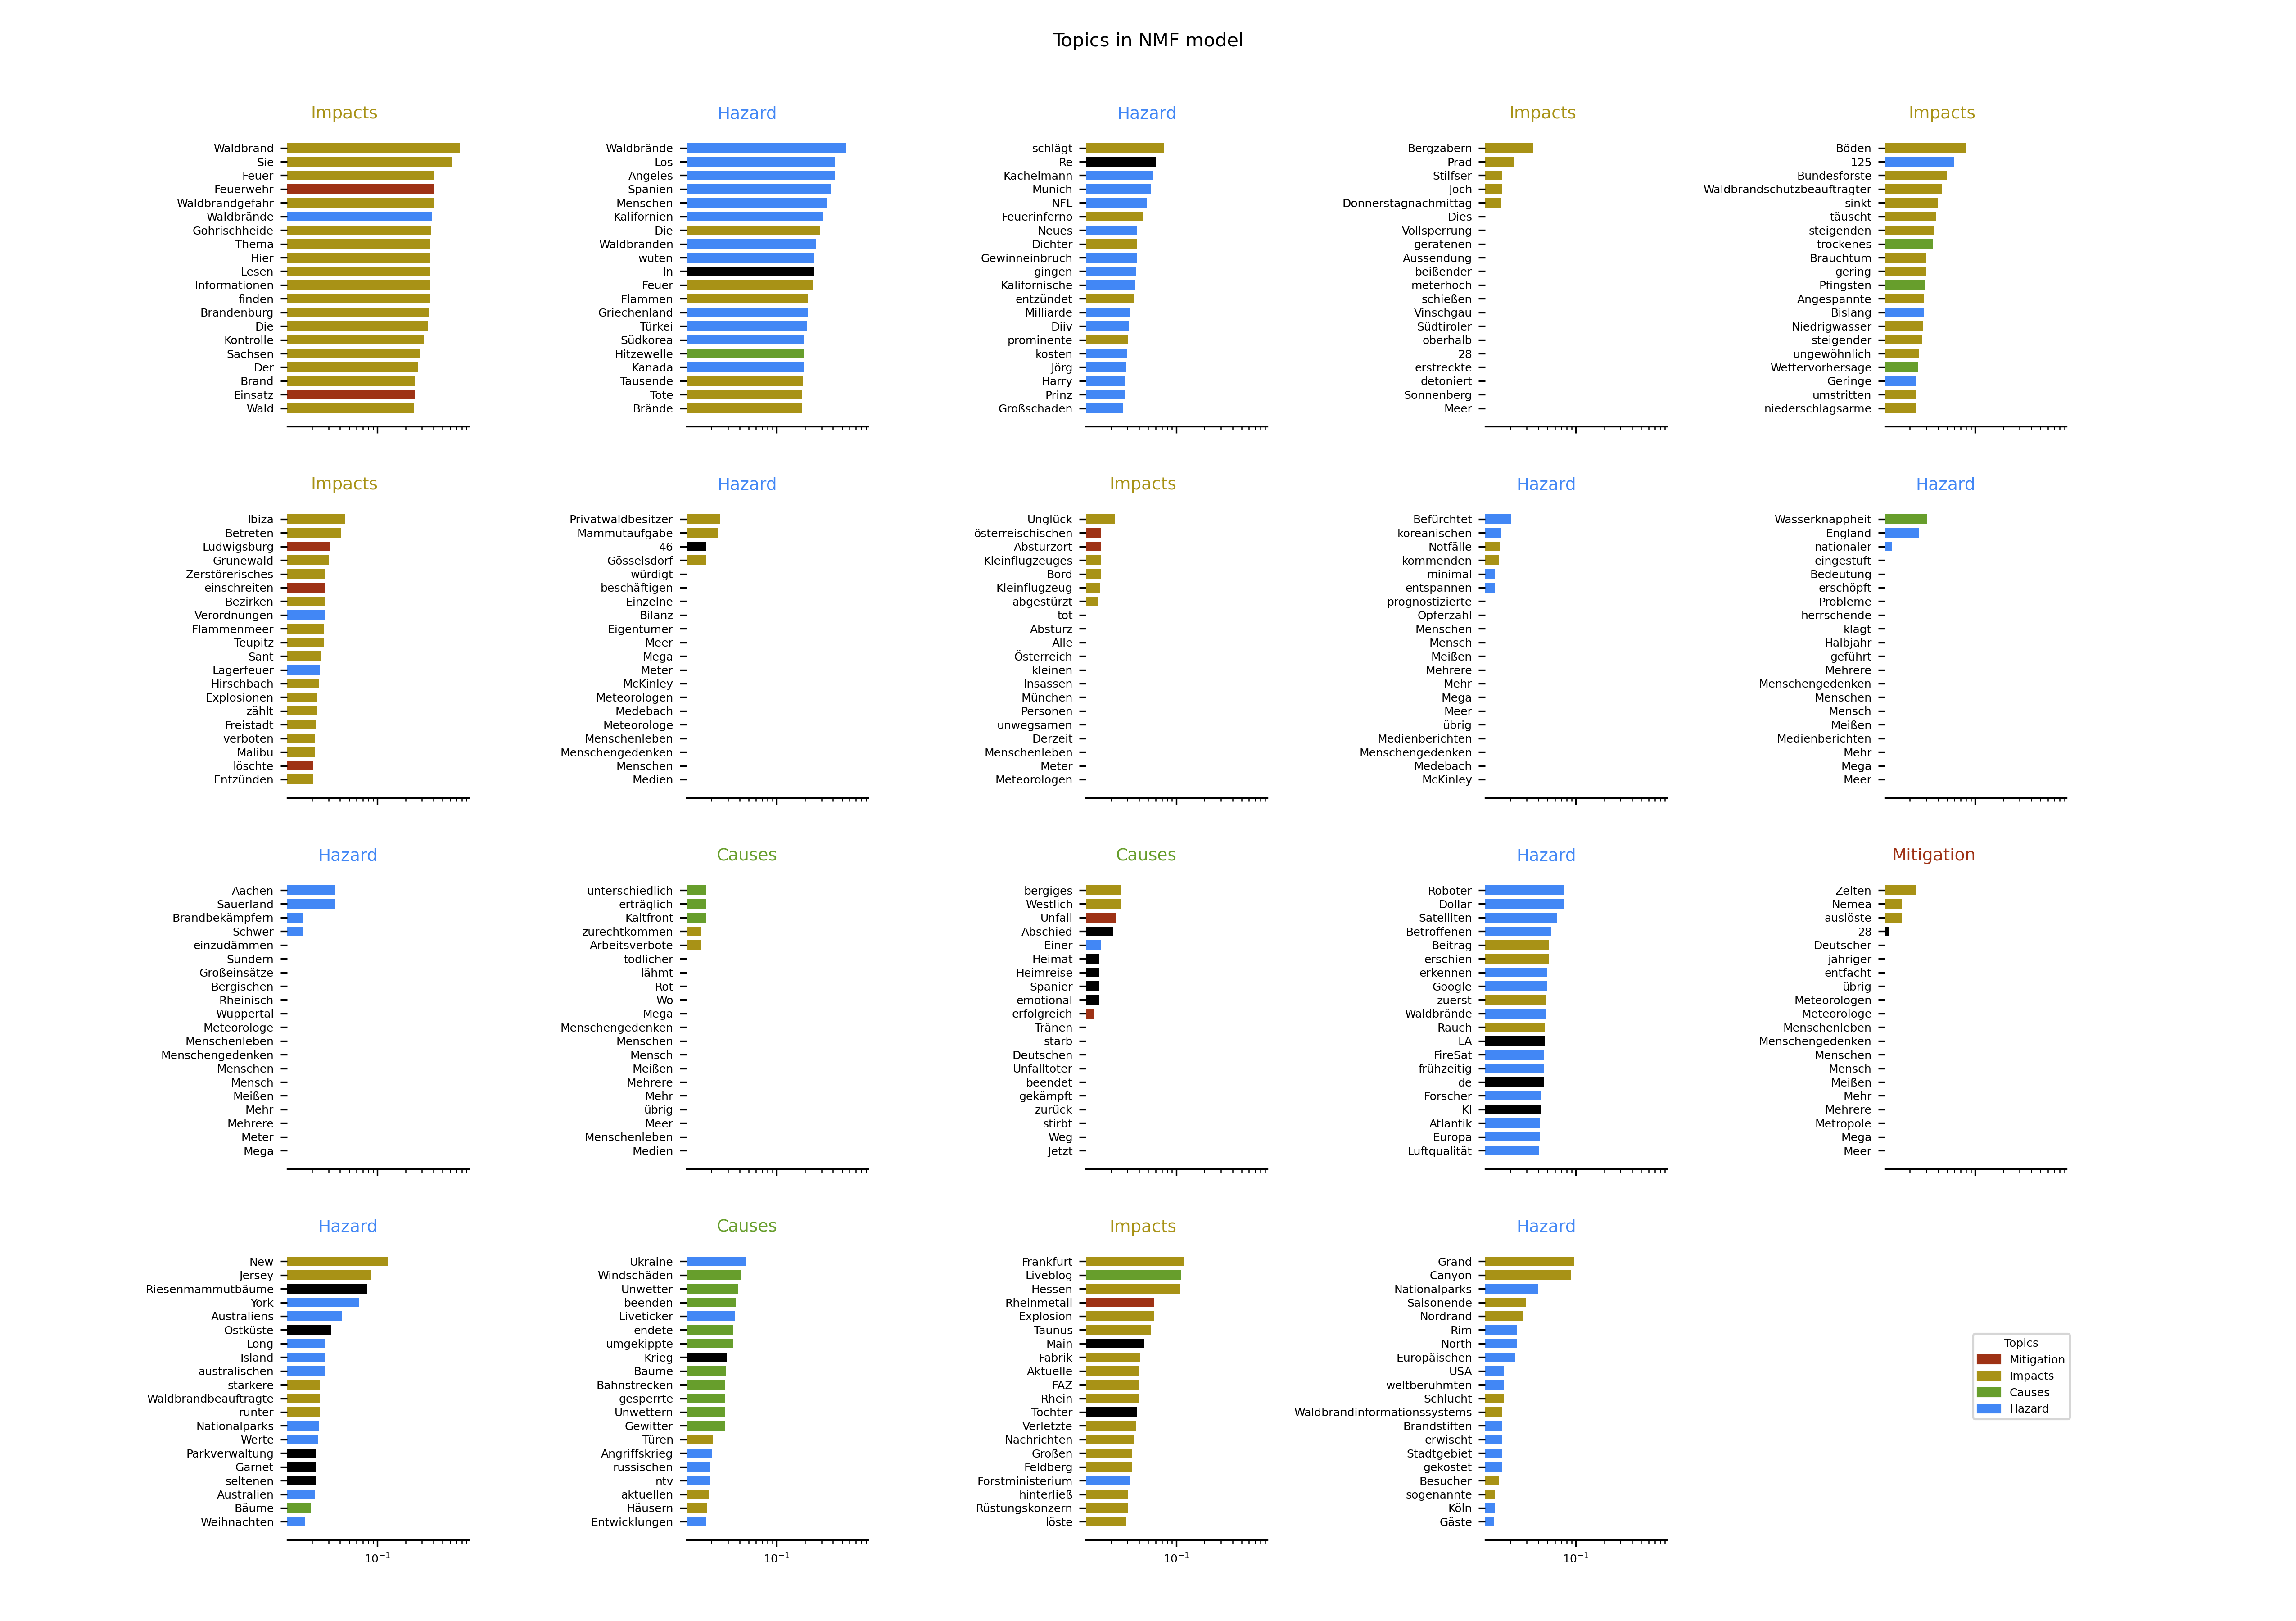 Topics in NMF model
Impacts
Waldbrand
Sie
Feuer
Feuerwehr
Waldbrandgefahr
Waldbrände
Gohrischheide
Thema
Hier
Lesen
Informationen
finden
Brandenburg
Die
Kontrolle
Sachsen
Der
Brand
Einsatz
Wald
Hazard
Waldbrände
Los
Angeles
Spanien
Menschen
Kalifornien
Die
Waldbränden
wüten
In
Feuer
Flammen
Griechenland
Türkei
Südkorea
Hitzewelle
Kanada
Tausende
Tote
Brände
Hazard
schlägt
Re
Kachelmann
Munich
NFL
Feuerinferno
Neues
Dichter
Gewinneinbruch
gingen
Kalifornische
entzündet
Milliarde
Diiv
prominente
kosten
Jörg
Harry
Prinz
Großschaden
Impacts
Bergzabern
Prad
Stilfser
Joch
Donnerstagnachmittag
Dies
Vollsperrung
geratenen
Aussendung
beißender
meterhoch
schießen
Vinschgau
Südtiroler
oberhalb
28
erstreckte
detoniert
Sonnenberg
Meer
Impacts
Böden
125
Bundesforste
Waldbrandschutzbeauftragter
sinkt
täuscht
steigenden
trockenes
Brauchtum
gering
Pfingsten
Angespannte
Bislang
Niedrigwasser
steigender
ungewöhnlich
Wettervorhersage
Geringe
umstritten
niederschlagsarme
Impacts
Ibiza
Betreten
Ludwigsburg
Grunewald
Zerstörerisches
einschreiten
Bezirken
Verordnungen
Flammenmeer
Teupitz
Sant
Lagerfeuer
Hirschbach
Explosionen
zählt
Freistadt
verboten
Malibu
löschte
Entzünden
Hazard
Privatwaldbesitzer
Mammutaufgabe
46
Gösselsdorf
würdigt
beschäftigen
Einzelne
Bilanz
Eigentümer
Meer
Mega
Meter
McKinley
Meteorologen
Medebach
Meteorologe
Menschenleben
Menschengedenken
Menschen
Medien
Impacts
Unglück
österreischischen
Absturzort
Kleinflugzeuges
Bord
Kleinflugzeug
abgestürzt
tot
Absturz
Alle
Österreich
kleinen
Insassen
München
Personen
unwegsamen
Derzeit
Menschenleben
Meter
Meteorologen
Hazard
Befürchtet
koreanischen
Notfälle
kommenden
minimal
entspannen
prognostizierte
Opferzahl
Menschen
Mensch
Meißen
Mehrere
Mehr
Mega
Meer
übrig
Medienberichten
Menschengedenken
Medebach
McKinley
Hazard
Wasserknappheit
England
nationaler
eingestuft
Bedeutung
erschöpft
Probleme
herrschende
klagt
Halbjahr
geführt
Mehrere
Menschengedenken
Menschen
Mensch
Meißen
Medienberichten
Mehr
Mega
Meer
Hazard
Aachen
Sauerland
Brandbekämpfern
Schwer
einzudämmen
Sundern
Großeinsätze
Bergischen
Rheinisch
Wuppertal
Meteorologe
Menschenleben
Menschengedenken
Menschen
Mensch
Meißen
Mehr
Mehrere
Meter
Mega
Causes
unterschiedlich
erträglich
Kaltfront
zurechtkommen
Arbeitsverbote
tödlicher
lähmt
Rot
Wo
Mega
Menschengedenken
Menschen
Mensch
Meißen
Mehrere
Mehr
übrig
Meer
Menschenleben
Medien
Causes
bergiges
Westlich
Unfall
Abschied
Einer
Heimat
Heimreise
Spanier
emotional
erfolgreich
Tränen
starb
Deutschen
Unfalltoter
beendet
gekämpft
zurück
stirbt
Weg
Jetzt
Hazard
Roboter
Dollar
Satelliten
Betroffenen
Beitrag
erschien
erkennen
Google
zuerst
Waldbrände
Rauch
LA
FireSat
frühzeitig
de
Forscher
KI
Atlantik
Europa
Luftqualität
Mitigation
Zelten
Nemea
auslöste
28
Deutscher
jähriger
entfacht
übrig
Meteorologen
Meteorologe
Menschenleben
Menschengedenken
Menschen
Mensch
Meißen
Mehr
Mehrere
Metropole
Mega
Meer
Hazard
New
Jersey
Riesenmammutbäume
York
Australiens
Ostküste
Long
Island
australischen
stärkere
Waldbrandbeauftragte
runter
Nationalparks
Werte
Parkverwaltung
Garnet
seltenen
Australien
Bäume
Weihnachten
10⁻¹
Causes
Ukraine
Windschäden
Unwetter
beenden
Liveticker
endete
umgekippte
Krieg
Bäume
Bahnstrecken
gesperrte
Unwettern
Gewitter
Türen
Angriffskrieg
russischen
ntv
aktuellen
Häusern
Entwicklungen
10⁻¹
Impacts
Frankfurt
Liveblog
Hessen
Rheinmetall
Explosion
Taunus
Main
Fabrik
Aktuelle
FAZ
Rhein
Tochter
Verletzte
Nachrichten
Großen
Feldberg
Forstministerium
hinterließ
Rüstungskonzern
löste
10⁻¹
Hazard
Grand
Canyon
Nationalparks
Saisonende
Nordrand
Rim
North
Europäischen
USA
weltberühmten
Schlucht
Waldbrandinformationssystems
Brandstiften
erwischt
Stadtgebiet
gekostet
Besucher
sogenannte
Köln
Gäste
10⁻¹
Topics
Mitigation
Impacts
Causes
Hazard